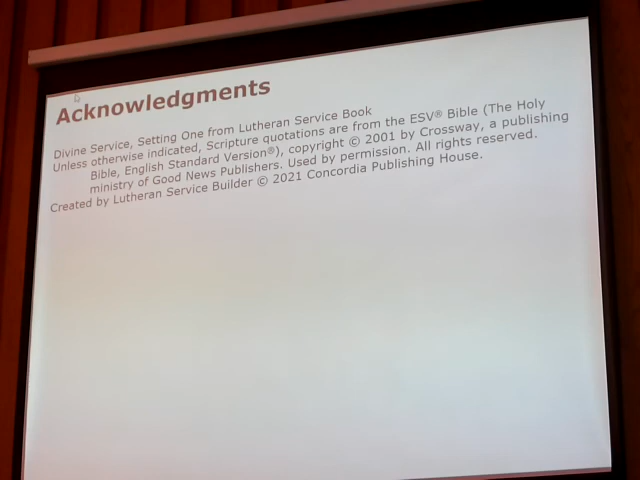 Acknowledgments
Divine Service, Setting One from Lutheran Service Book
Unless otherwise indicated, Scripture quotations are from the ESV® Bible (The Holy
Bible, English Standard Version®), copyright © 2001 by Crossway, a publishing
ministry of Good News Publishers. Used by permission. All rights reserved.
Created by Lutheran Service Builder © 2021 Concordia Publishing House.